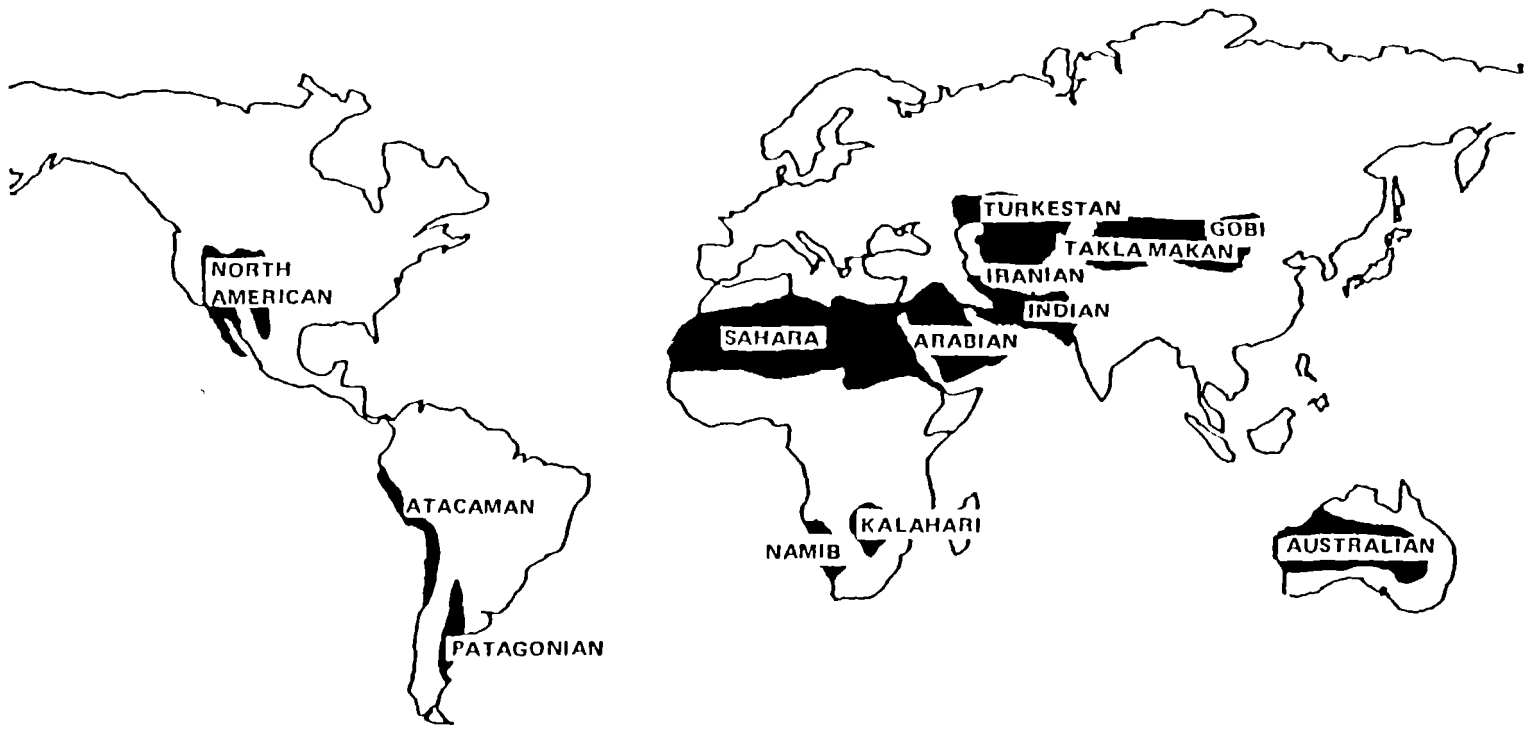 TURKESTAN
GOBI
TAKLA MAKAN
NORTH
AMERICAN
IRANIAN
INDIAN
SAHARA
ARABIAN
ATACAMAN
KALAHARI
NAMIB
AUSTRALIAN
PATAGONIAN